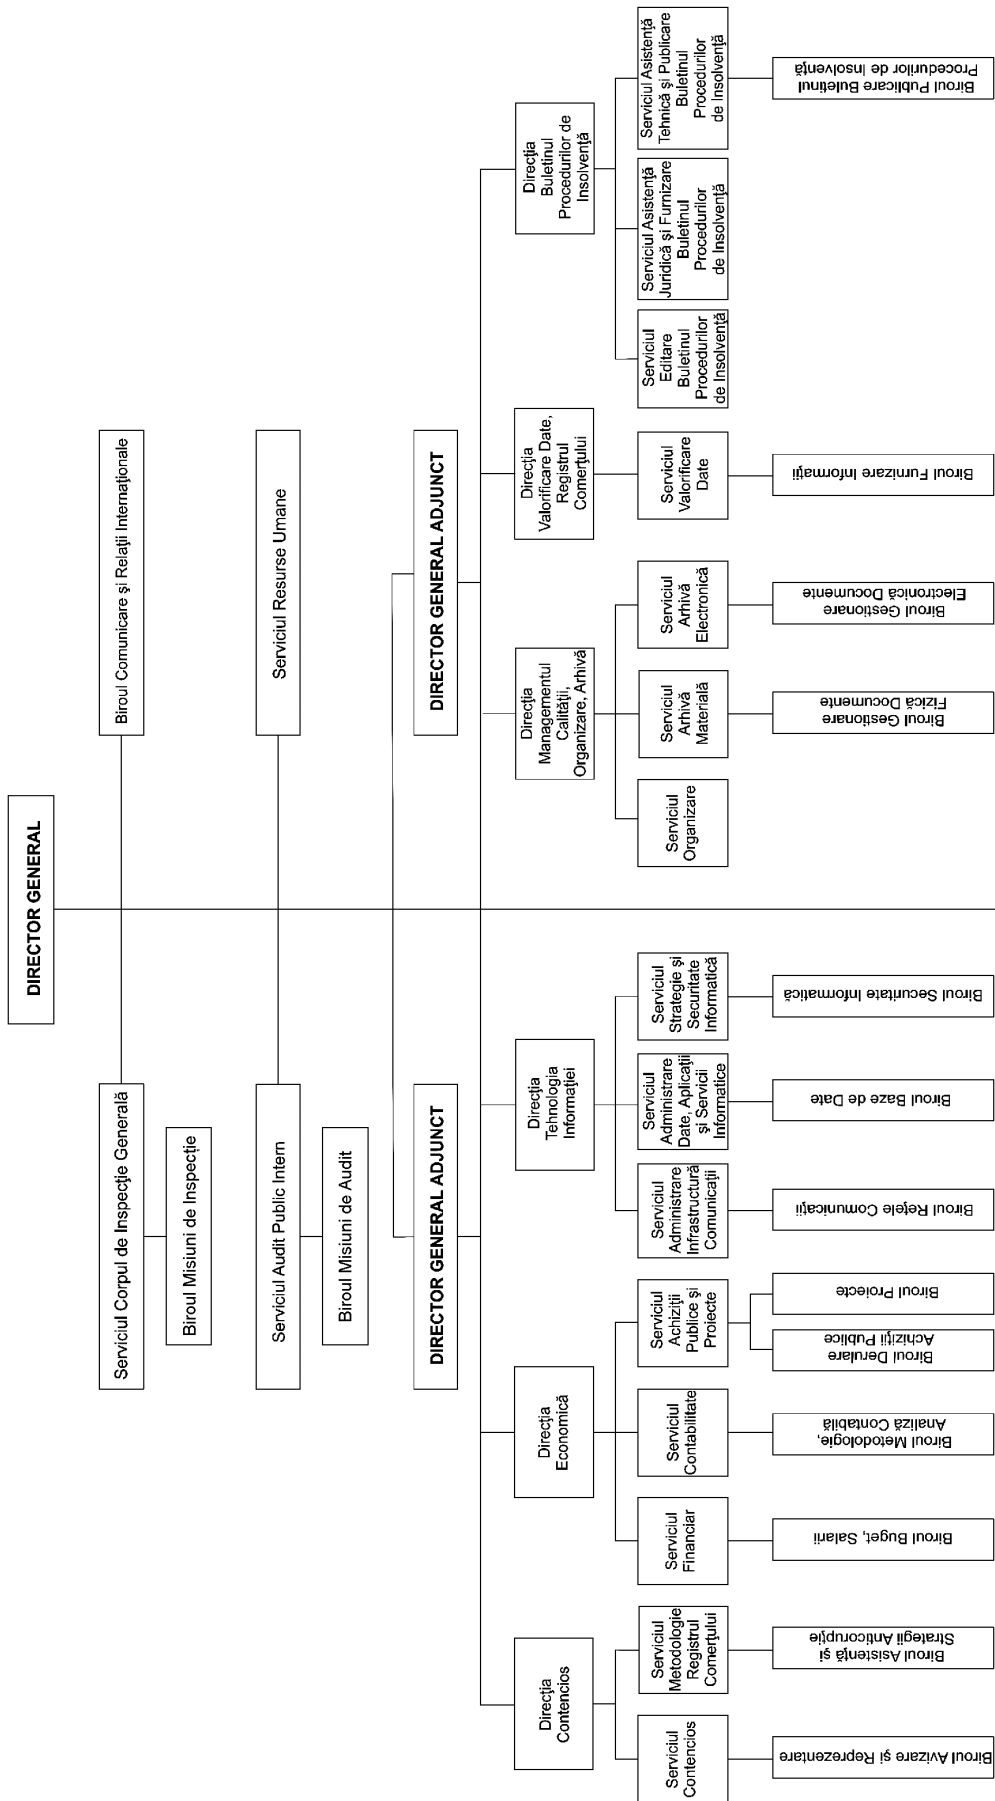 DIRECTOR GENERAL
Serviciul Corpul de Inspecție Generală
Biroul Comunicare și Relații Internaționale
Biroul Misiuni de Inspecție
Serviciul Audit Public Intern
Serviciul Resurse Umane
Biroul Misiuni de Audit
DIRECTOR GENERAL ADJUNCT
DIRECTOR GENERAL ADJUNCT
Direcția
Contencios
Direcția
Economică
Direcția
Tehnologia
Informației
Direcția
Managementul
Calității,
Organizare, Arhivă
Direcția
Valorificare Date,
Registrul
Comerțului
Direcția
Buletinul
Procedurilor de
Insolvență
Serviciul
Contencios
Serviciul
Metodologie
Registrul
Comerțului
Serviciul
Financiar
Serviciul
Contabilitate
Serviciul
Achiziții
Publice și
Proiecte
Serviciul
Administrare
Infrastructură
Comunicații
Serviciul
Administrare
Date, Aplicații
și Servicii
Informatice
Serviciul
Strategie și
Securitate
Informatică
Serviciul
Organizare
Serviciul
Arhivă
Materială
Serviciul
Arhivă
Electronică
Serviciul
Valorificare
Date
Serviciul
Editare
Buletinul
Procedurilor
de Insolvență
Serviciul Asistență
Juridică și Furnizare
Buletinul
Procedurilor
de Insolvență
Serviciul Asistență
Tehnică și Publicare
Buletinul
Procedurilor
de Insolvență
Biroul Avizare și Reprezentare
Biroul Asistență și
Strategii Anticorupție
Biroul Buget, Salarii
Biroul Metodologie,
Analiză Contabilă
Biroul Derulare
Achiziții Publice
Biroul Proiecte
Biroul Rețele Comunicații
Biroul Baze de Date
Biroul Securitate Informatică
Biroul Gestionare
Fizică Documente
Biroul Gestionare
Electronică Documente
Biroul Furnizare Informații
Biroul Publicare Buletinul
Procedurilor de Insolvență